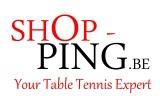 SHOP -
PING.BE
Your Table Tennis Expert